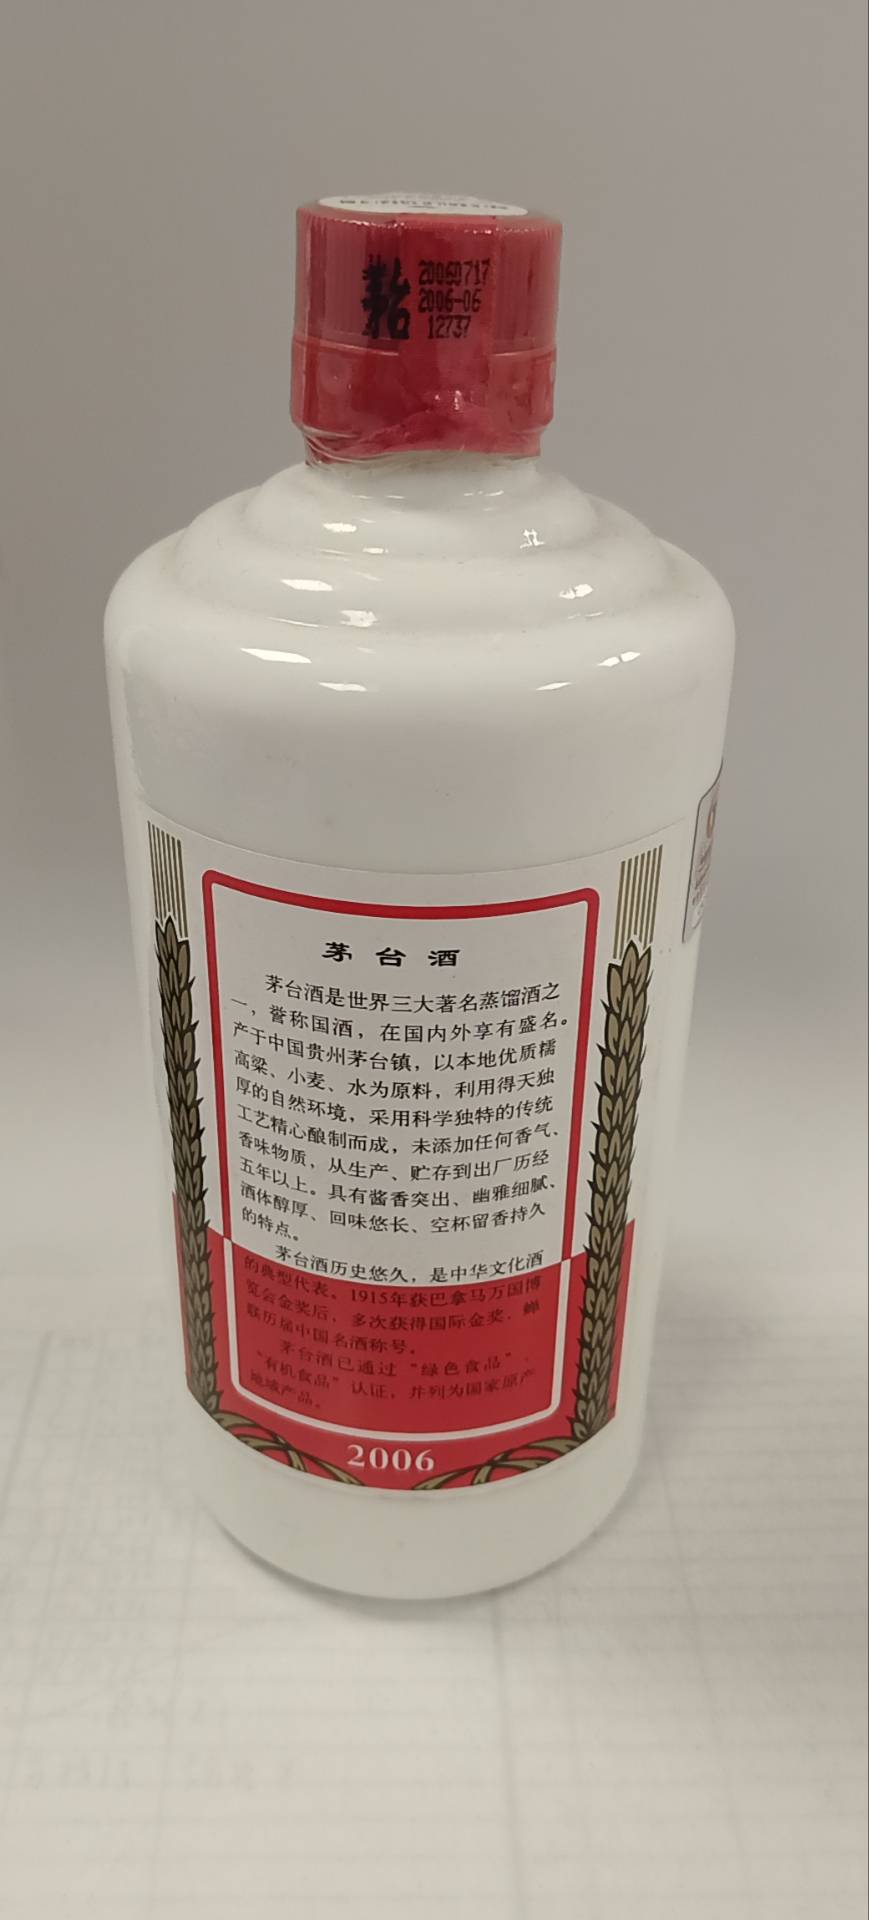 茅台
20060717
2006-06
12737
茅台酒
茅台酒是世界三大著名蒸馏酒之
一，誉称国酒，在国内外享有盛名。
产于中国贵州茅台镇，以本地优质糯
高粱、小麦、水为原料，利用得天独
厚的自然环境，采用科学独特的传统
工艺精心酿制而成，未添加任何香气、
香味物质，从生产、贮存到出厂历经
五年以上。具有酱香突出、幽雅细腻、
酒体醇厚、回味悠长、空杯留香持久
的特点。
茅台酒历史悠久，是中华文化酒
的典型代表。1915年获巴拿马万国博
览会金奖后，多次获得国际金奖，蝉
联历届中国名酒称号。
茅台酒已通过“绿色食品”、
“有机食品”认证，并列为国家原产
地域产品。
2006